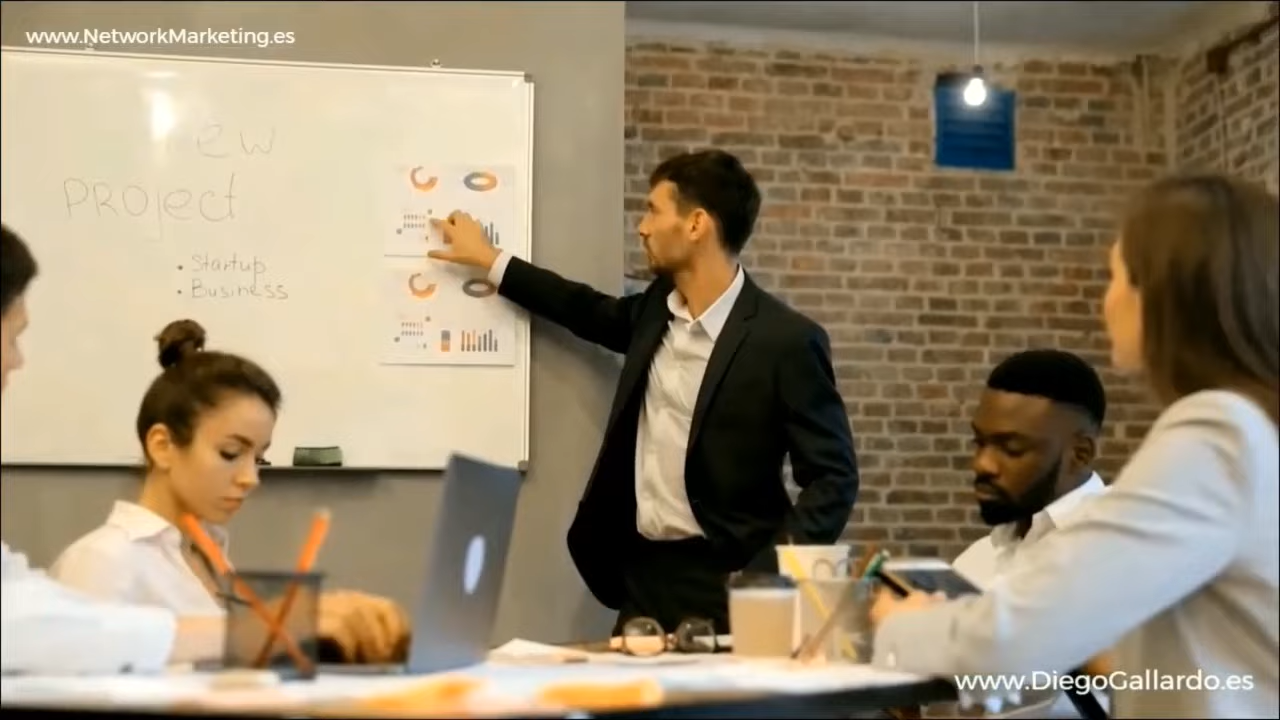 www.NetworkMarketing.es
ew
PROJect
• Startup
• Business
www.DiegoGallardo.es